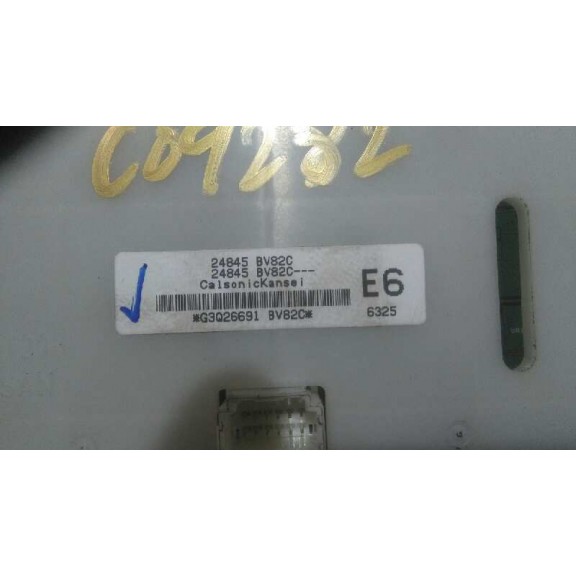 C09282
24845 BV82C
24845 BV82C---
CalsonicKansei
E6
*G3Q26691 BV82C*
6325